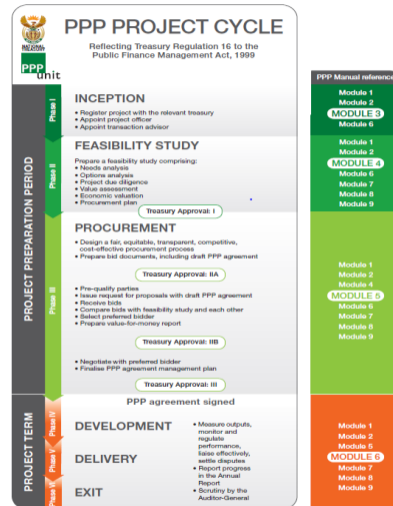 PPP PROJECT CYCLE
Reflecting Treasury Regulation 16 to the
Public Finance Management Act, 1999
NATIONAL
TREASURY
PPP
unit
PPP Manual reference
PROJECT PREPARATION PERIOD
Phase I
INCEPTION
• Register project with the relevant treasury
• Appoint project officer
• Appoint transaction advisor
Module 1
Module 2
MODULE 3
Module 6
Phase II
FEASIBILITY STUDY
Prepare a feasibility study comprising:
• Needs analysis
• Options analysis
• Project due diligence
• Value assessment
• Economic valuation
• Procurement plan
Treasury Approval: I
Module 1
Module 2
MODULE 4
Module 6
Module 7
Module 8
Module 9
Phase III
PROCUREMENT
• Design a fair, equitable, transparent, competitive,
cost-effective procurement process
• Prepare bid documents, including draft PPP agreement
Treasury Approval: IIA
• Pre-qualify parties
• Issue request for proposals with draft PPP agreement
• Receive bids
• Compare bids with feasibility study and each other
• Select preferred bidder
• Prepare value-for-money report
Treasury Approval: IIB
• Negotiate with preferred bidder
• Finalise PPP agreement management plan
Treasury Approval: III
Module 1
Module 2
Module 4
MODULE 5
Module 6
Module 7
Module 8
Module 9
PPP agreement signed
PROJECT TERM
Phase IV
DEVELOPMENT
Phase V
DELIVERY
Phase VI
EXIT
• Measure outputs,
monitor and
regulate
performance,
liaise effectively,
settle disputes
• Report progress
in the Annual
Report
• Scrutiny by the
Auditor-General
Module 1
Module 2
Module 5
MODULE 6
Module 7
Module 8
Module 9